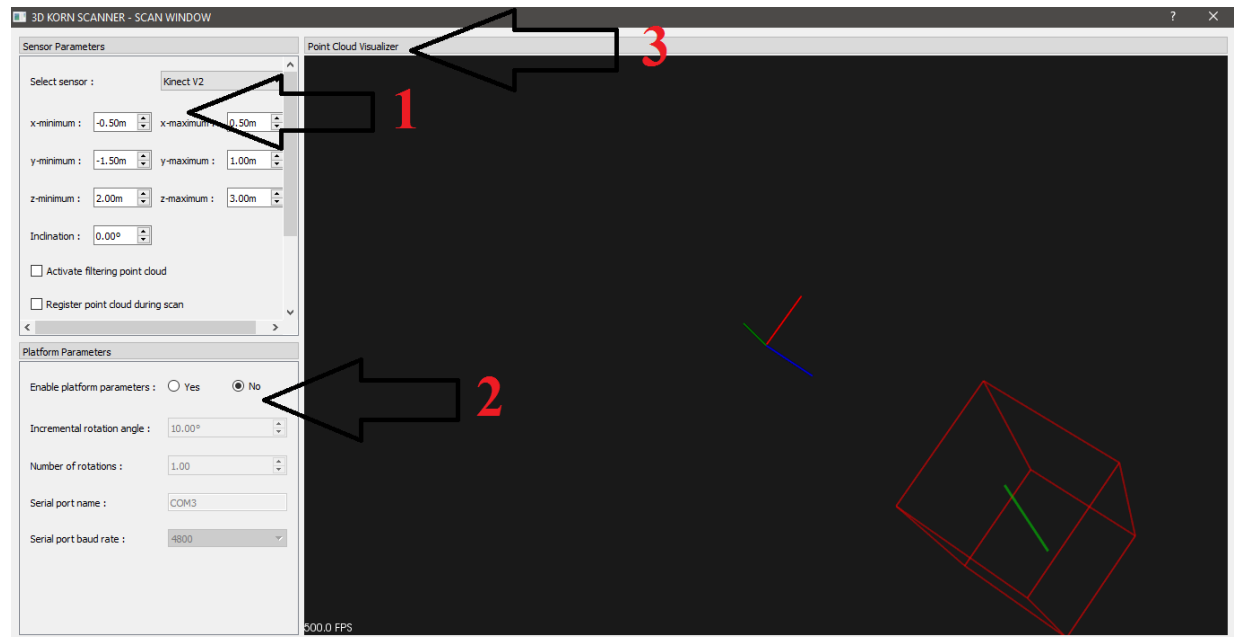 3D KORN SCANNER - SCAN WINDOW ? X
Sensor Parameters
Select sensor : Kinect V2
x-minimum : -0.50m x-maximum : 0.50m
y-minimum : -1.50m y-maximum : 1.00m
z-minimum : 2.00m z-maximum : 3.00m
Inclination : 0.00°
Activate filtering point cloud
Register point cloud during scan
1
Platform Parameters
Enable platform parameters : Yes No
Incremental rotation angle : 10.00°
Number of rotations : 1.00
Serial port name : COM3
Serial port baud rate : 4800
2
Point Cloud Visualizer
3
500.0 FPS